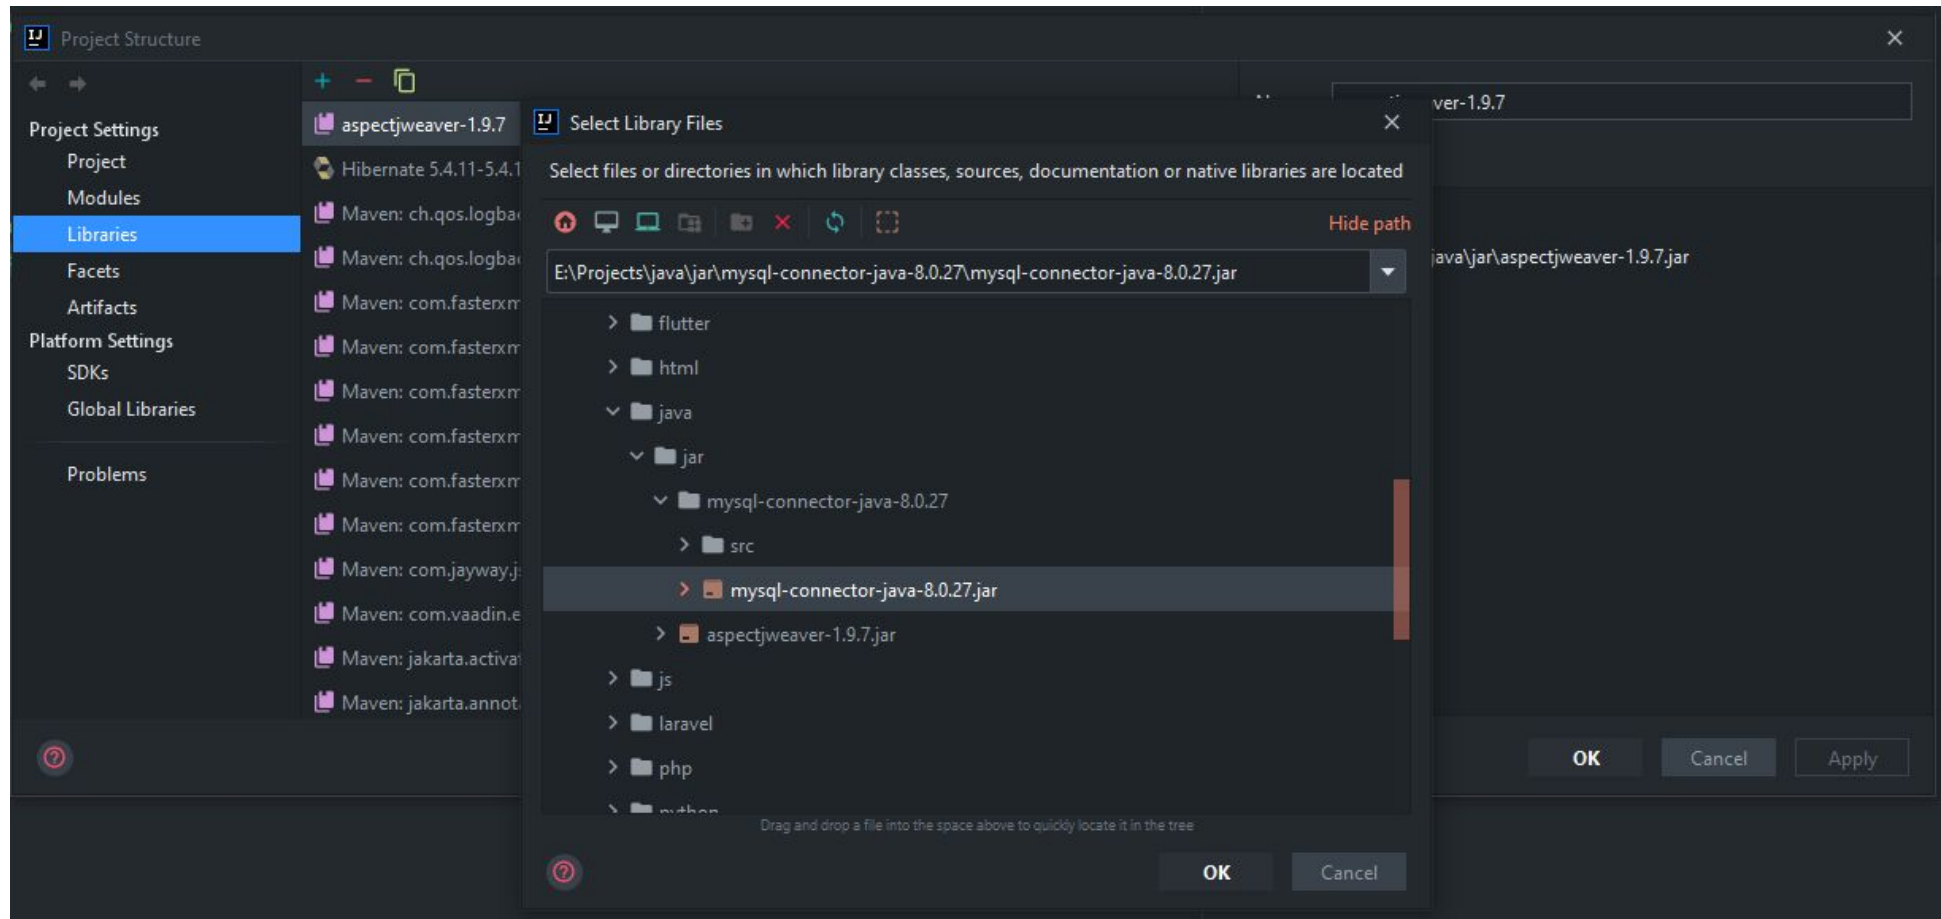 Project Structure
Project Settings
Project
Modules
Libraries
Facets
Artifacts
Platform Settings
SDKs
Global Libraries
Problems
aspectjweaver-1.9.7
Hibernate 5.4.11-5.4.1
Maven: ch.qos.logba
Maven: ch.qos.logba
Maven: com.fasterxm
Maven: com.fasterxm
Maven: com.fasterxm
Maven: com.fasterxm
Maven: com.fasterxm
Maven: com.fasterxm
Maven: com.jayway.j
Maven: com.vaadin.e
Maven: jakarta.activa
Maven: jakarta.annot
Select Library Files
Select files or directories in which library classes, sources, documentation or native libraries are located
Hide path
E:\Projects\java\jar\mysql-connector-java-8.0.27\mysql-connector-java-8.0.27.jar
flutter
html
java
jar
mysql-connector-java-8.0.27
src
mysql-connector-java-8.0.27.jar
aspectjweaver-1.9.7.jar
js
laravel
php
python
Drag and drop a file into the space above to quickly locate it in the tree
OK
Cancel
ver-1.9.7
java\jar\aspectjweaver-1.9.7.jar
OK
Cancel
Apply